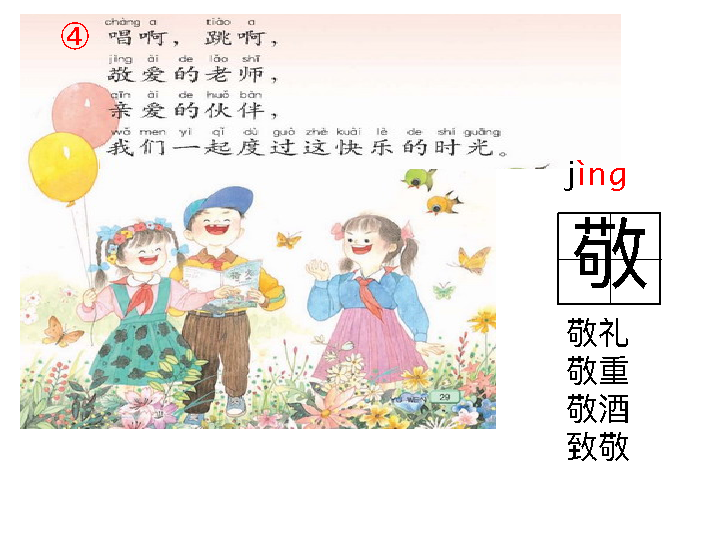 ④
chàng a tiào a
唱啊，跳啊，
jìng ài de lǎo shī
敬爱的老师，
qīn ài de huǒ bàn
亲爱的伙伴，
wǒ men yì qǐ dù guò zhè kuài lè de shí guāng
我们一起度过这快乐的时光。
jìng
敬
敬礼
敬重
敬酒
致敬
YU WEN 29